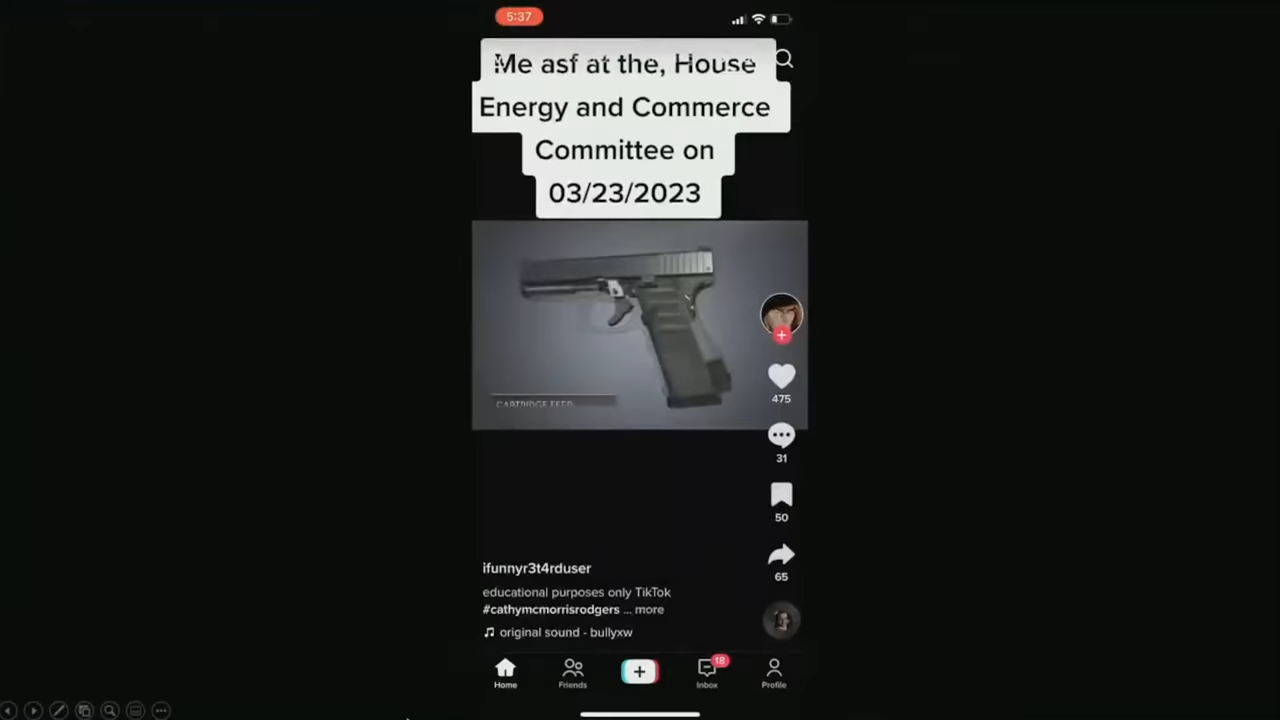 5:37
Me asf at the, House
Energy and Commerce
Committee on
03/23/2023
CARTRIDGE FEED
475
31
50
65
ifunnyr3t4rduser
educational purposes only TikTok
#cathymcmorrisrodgers ... more
original sound - bullyxw
18
Home
Friends
Inbox
Profile